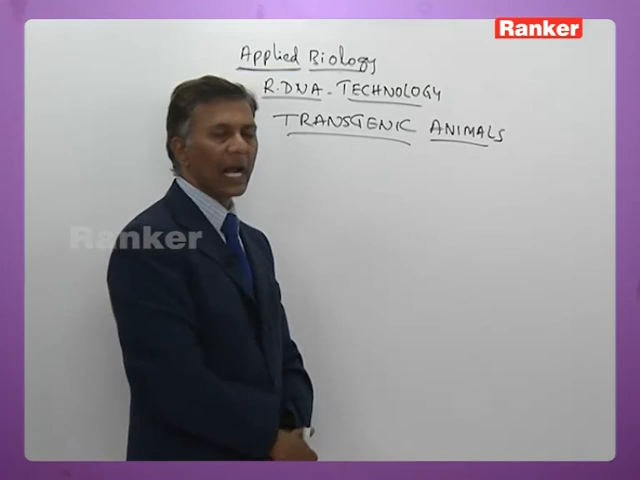 Ranker
Applied Biology
R.DNA - TECHNOLOGY
TRANSGENIC ANIMALS
Ranker